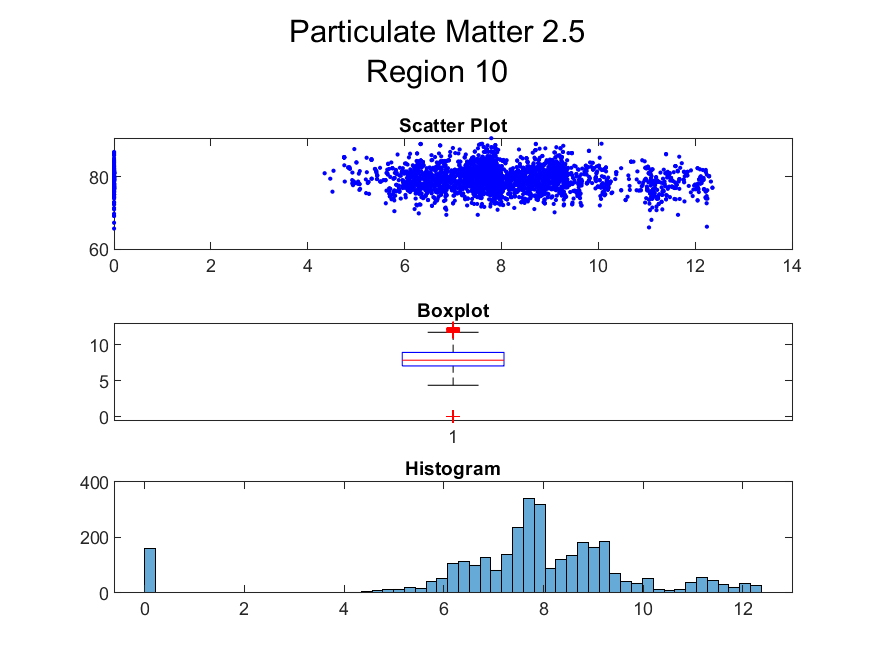 Particulate Matter 2.5
Region 10
Scatter Plot
80
60
0 2 4 6 8 10 12 14
Boxplot
10
5
0
1
Histogram
400
200
0
0 2 4 6 8 10 12